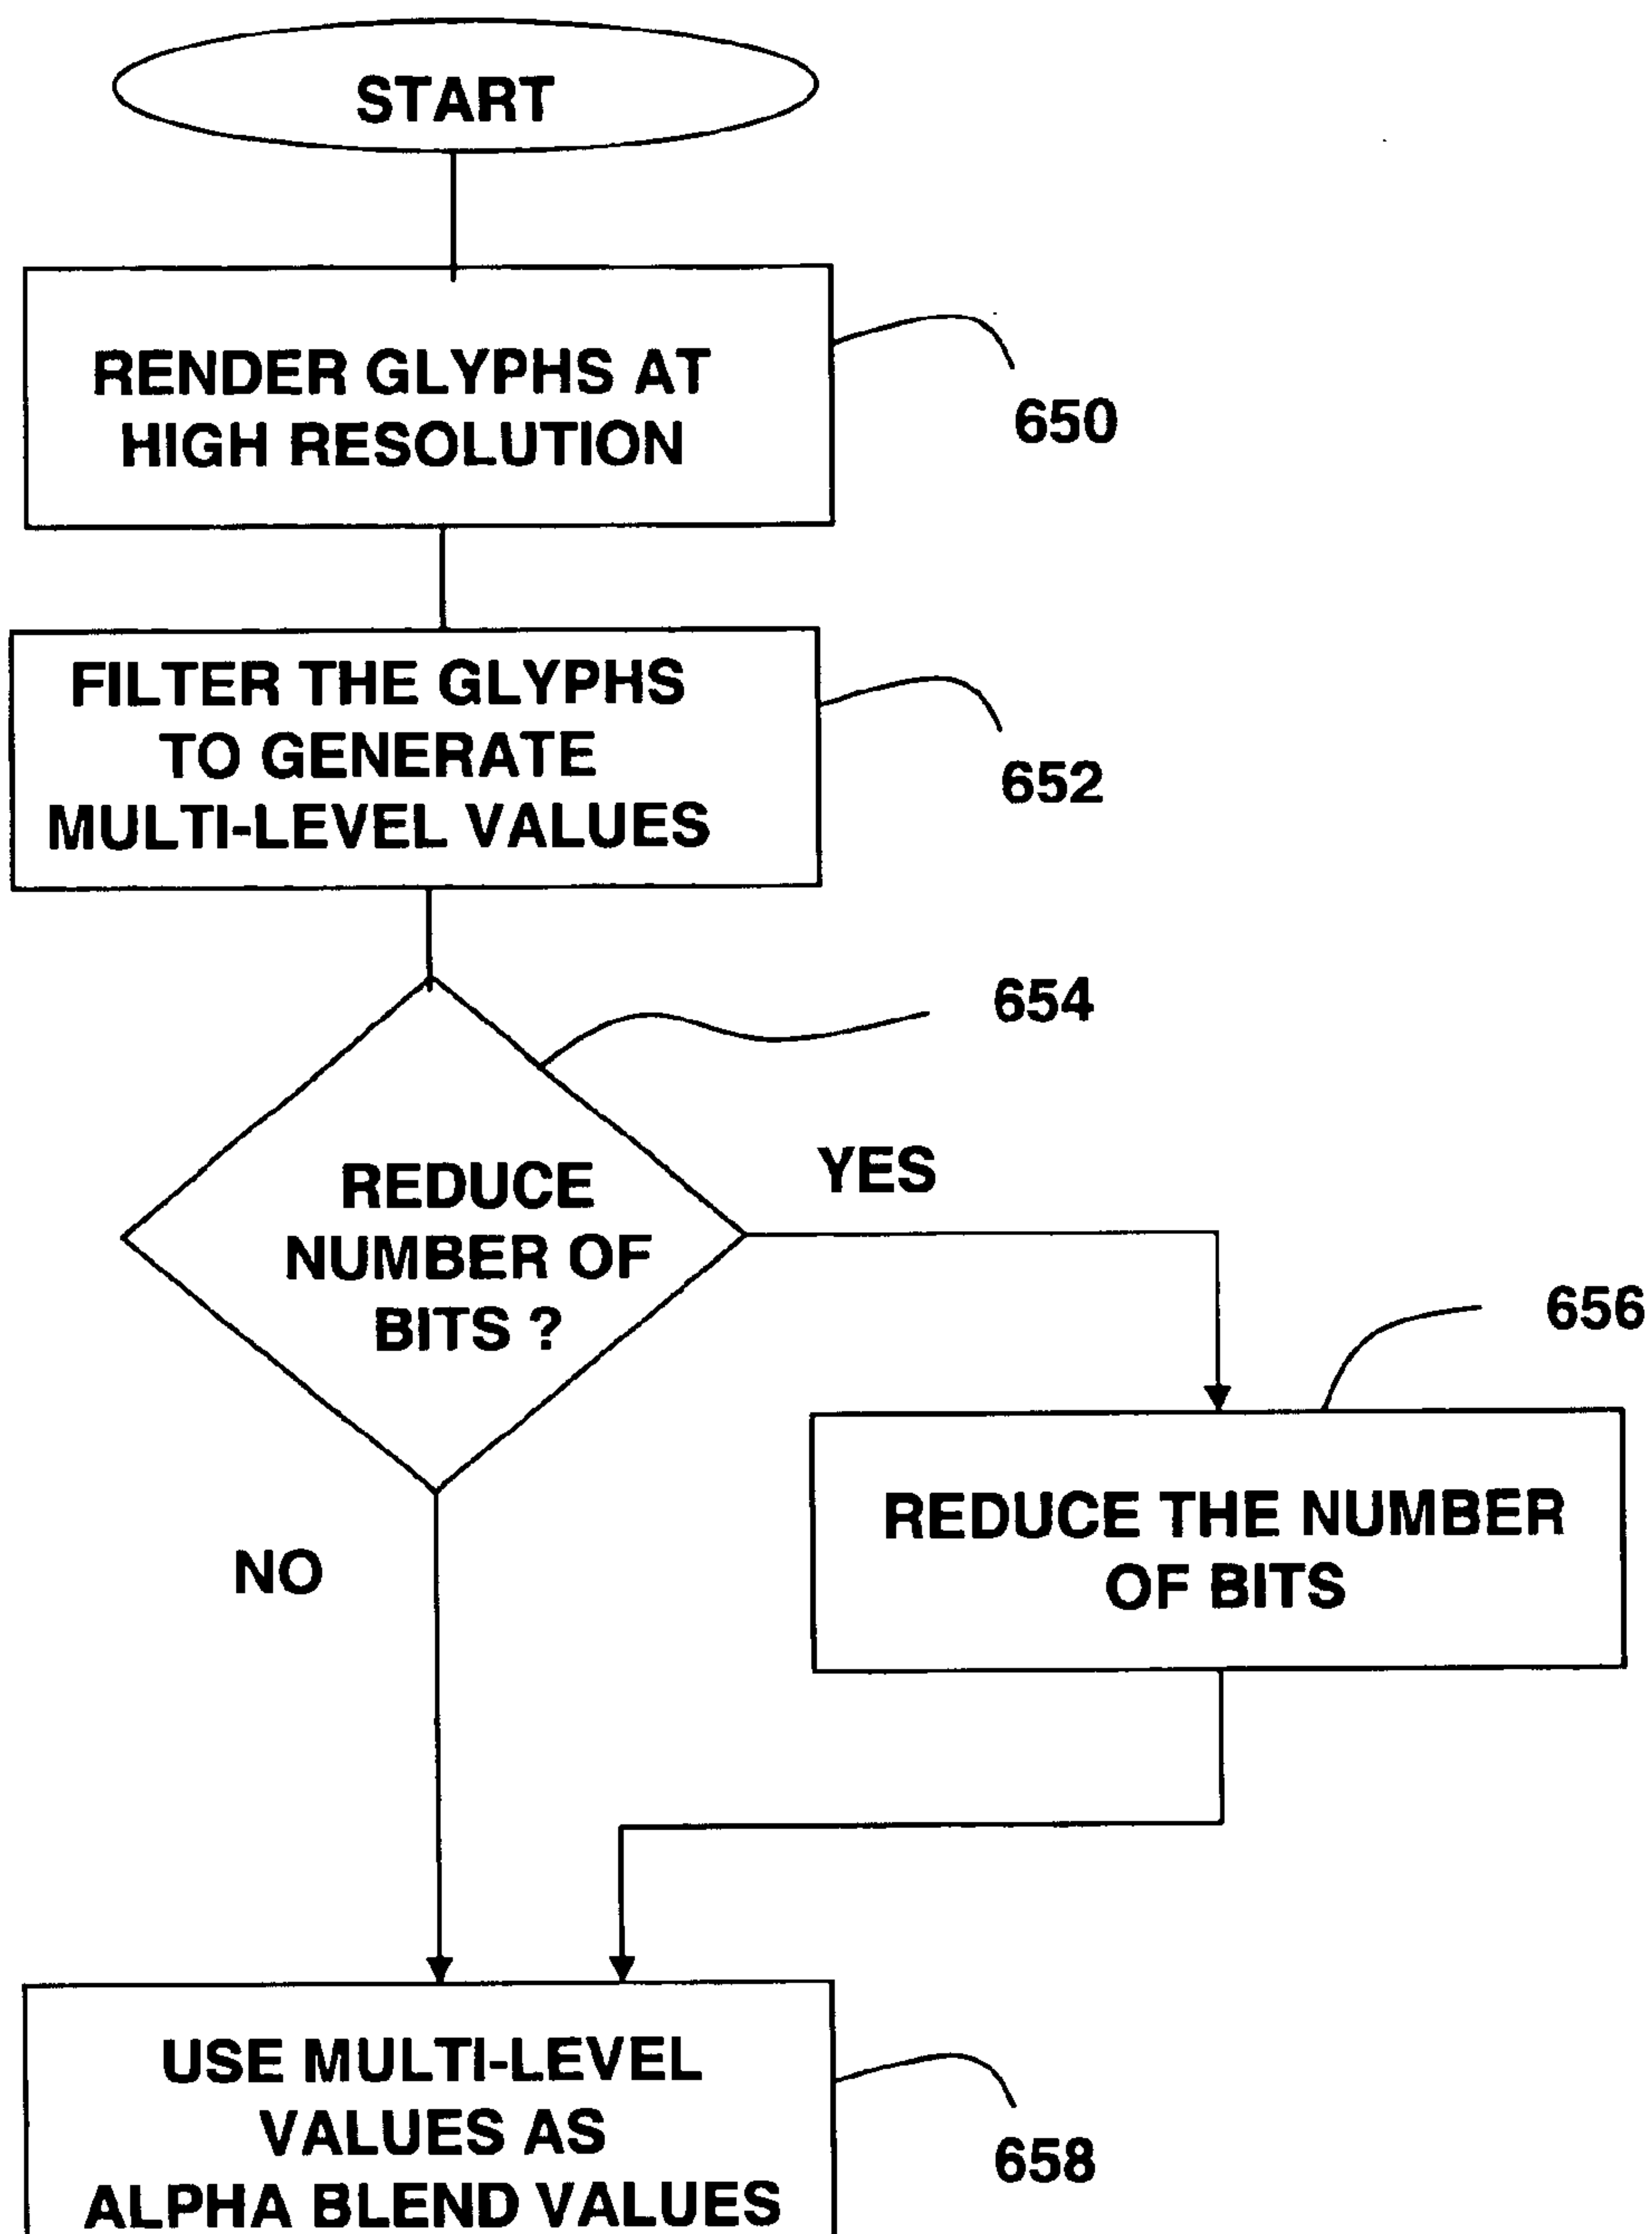 START
RENDER GLYPHS AT
HIGH RESOLUTION
650
FILTER THE GLYPHS
TO GENERATE
MULTI-LEVEL VALUES
652
654
REDUCE
NUMBER OF
BITS ?
YES
656
REDUCE THE NUMBER
OF BITS
NO
USE MULTI-LEVEL
VALUES AS
ALPHA BLEND VALUES
658